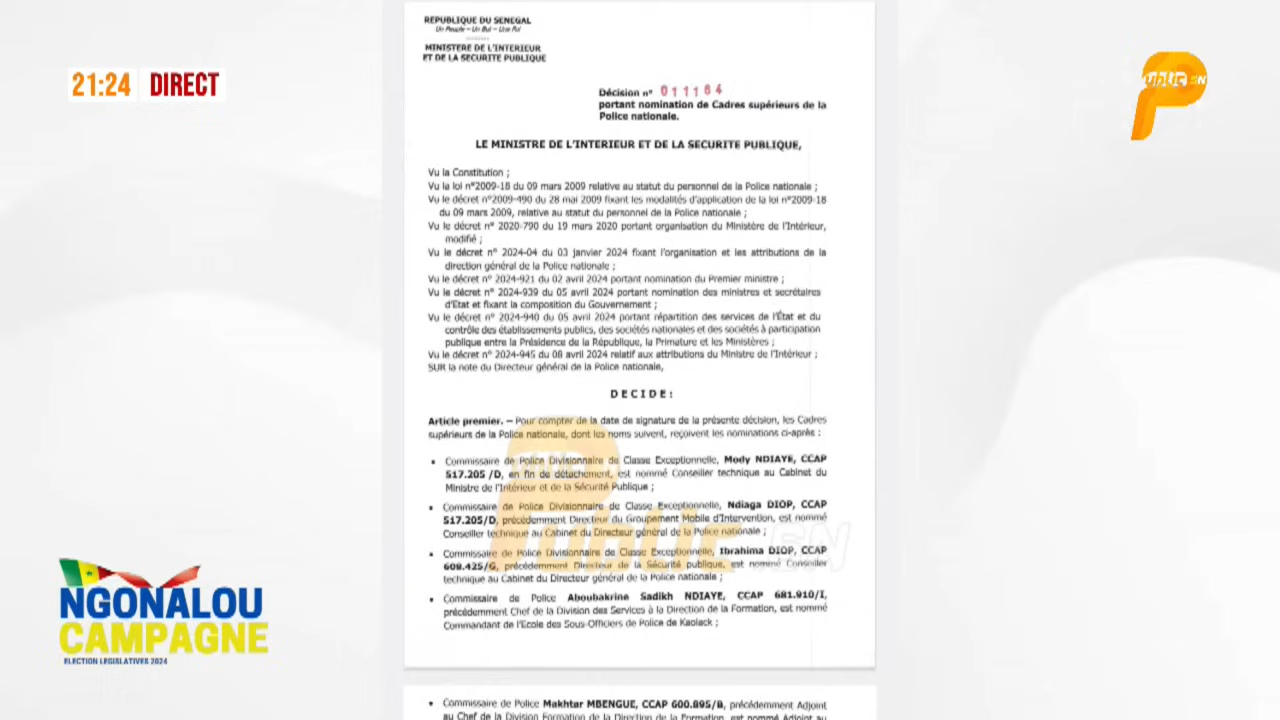 REPUBLIQUE DU SENEGAL
Un Peuple – Un But – Une Foi
MINISTERE DE L'INTERIEUR
ET DE LA SECURITE PUBLIQUE
21:24 DIRECT
PUBLIC SN
Décision n° 011164
portant nomination de Cadres supérieurs de la
Police nationale.
LE MINISTRE DE L'INTERIEUR ET DE LA SECURITE PUBLIQUE,
Vu la Constitution ;
Vu la loi n°2009-18 du 09 mars 2009 relative au statut du personnel de la Police nationale ;
Vu le décret n°2009-490 du 28 mai 2009 fixant les modalités d'application de la loi n°2009-18
du 09 mars 2009, relative au statut du personnel de la Police nationale ;
Vu le décret n° 2020-790 du 19 mars 2020 portant organisation du Ministère de l'Intérieur,
modifié ;
Vu le décret n° 2024-04 du 03 janvier 2024 fixant l'organisation et les attributions de la
direction général de la Police nationale ;
Vu le décret n° 2024-921 du 02 avril 2024 portant nomination du Premier ministre ;
Vu le décret n° 2024-939 du 05 avril 2024 portant nomination des ministres et secrétaires
d'Etat et fixant la composition du Gouvernement ;
Vu le décret n° 2024-940 du 05 avril 2024 portant répartition des services de l'État et du
contrôle des établissements publics, des sociétés nationales et des sociétés à participation
publique entre la Présidence de la République, la Primature et les Ministères ;
Vu le décret n° 2024-945 du 08 avril 2024 relatif aux attributions du Ministre de l'Intérieur ;
SUR la note du Directeur général de la Police nationale,
D E C I D E :
Article premier. – Pour compter de la date de signature de la présente décision, les Cadres
supérieurs de la Police nationale, dont les noms suivent, reçoivent les nominations ci-après :
• Commissaire de Police Divisionnaire de Classe Exceptionnelle, Mody NDIAYE, CCAP
517.205 /D, en fin de détachement, est nommé Conseiller technique au Cabinet du
Ministre de l'Intérieur et de la Sécurité Publique ;
• Commissaire de Police Divisionnaire de Classe Exceptionnelle, Ndiaga DIOP, CCAP
517.205/D, précédemment Directeur du Groupement Mobile d'Intervention, est nommé
Conseiller technique au Cabinet du Directeur général de la Police nationale ;
• Commissaire de Police Divisionnaire de Classe Exceptionnelle, Ibrahima DIOP, CCAP
608.425/G, précédemment Directeur de la Sécurité publique, est nommé Conseiller
technique au Cabinet du Directeur général de la Police nationale ;
• Commissaire de Police Aboubakrine Sadikh NDIAYE, CCAP 681.910/I,
précédemment Chef de la Division des Services à la Direction de la Formation, est nommé
Commandant de l'Ecole des Sous-Officiers de Police de Kaolack ;
NGONALOU
CAMPAGNE
ELECTION LEGISLATIVES 2024
• Commissaire de Police Makhtar MBENGUE, CCAP 600.895/B, précédemment Adjoint
au Chef de la Division Formation de la Direction de la Formation, est nommé Adjoint au